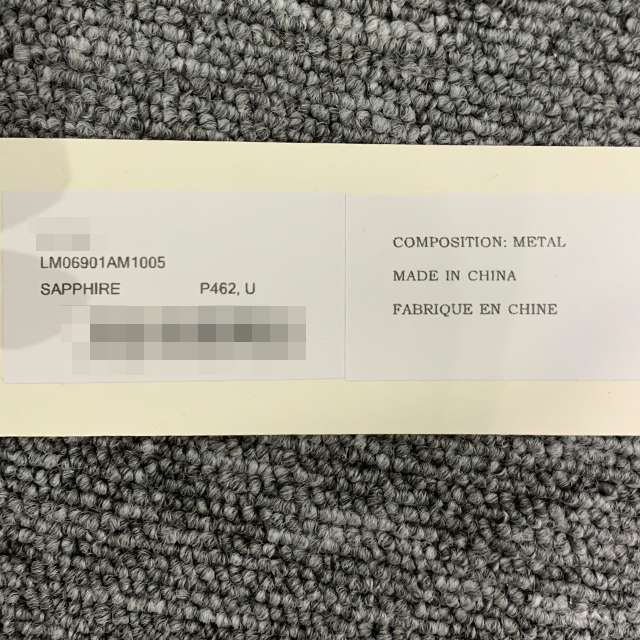 LM06901AM1005
SAPPHIRE P462, U
COMPOSITION: METAL
MADE IN CHINA
FABRIQUE EN CHINE